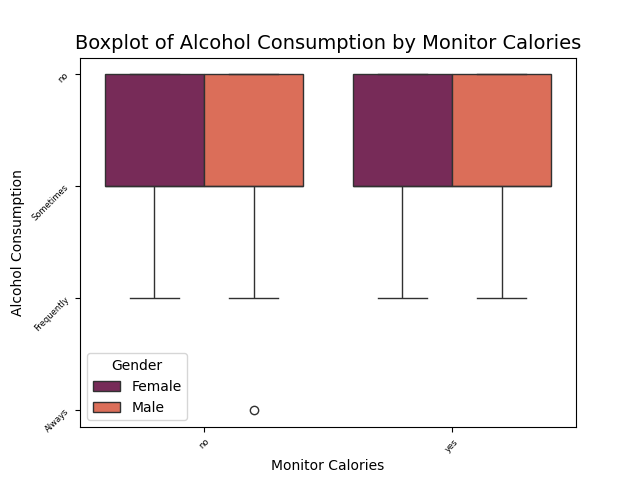 Boxplot of Alcohol Consumption by Monitor Calories
Alcohol Consumption
no
Sometimes
Frequently
Always
Gender
Female
Male
no
yes
Monitor Calories